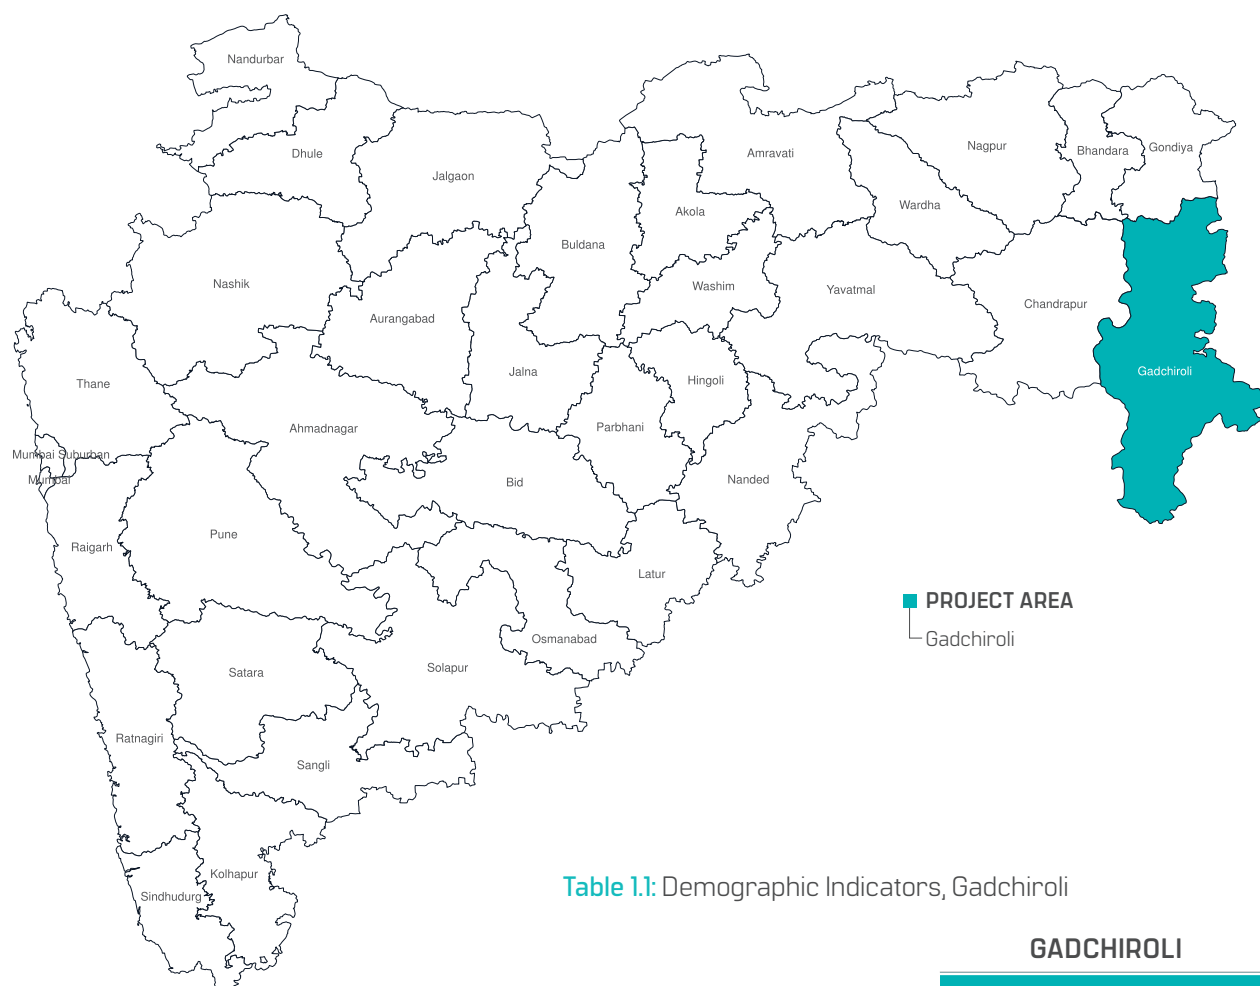 Nandurbar
Dhule
Jalgaon
Amravati
Nagpur
Bhandara
Gondiya
Akola
Wardha
Buldana
Nashik
Washim
Yavatmal
Chandrapur
Aurangabad
Thane
Jalna
Hingoli
Gadchiroli
Ahmadnagar
Parbhani
Mumbai Suburban
Mumbai
Bid
Nanded
Pune
Raigarh
Latur
PROJECT AREA
Gadchiroli
Osmanabad
Satara
Solapur
Ratnagiri
Sangli
Kolhapur
Sindhudurg
Table 1.1: Demographic Indicators, Gadchiroli
GADCHIROLI